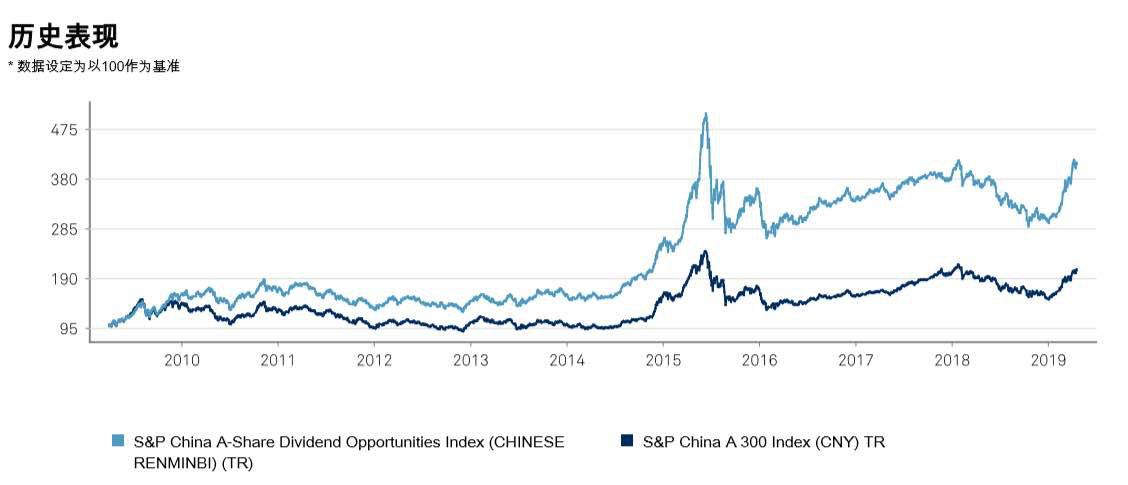 历史表现
* 数据设定为以100作为基准
475
380
285
190
95
2010 2011 2012 2013 2014 2015 2016 2017 2018 2019
S&P China A-Share Dividend Opportunities Index (CHINESE
RENMINBI) (TR)
S&P China A 300 Index (CNY) TR